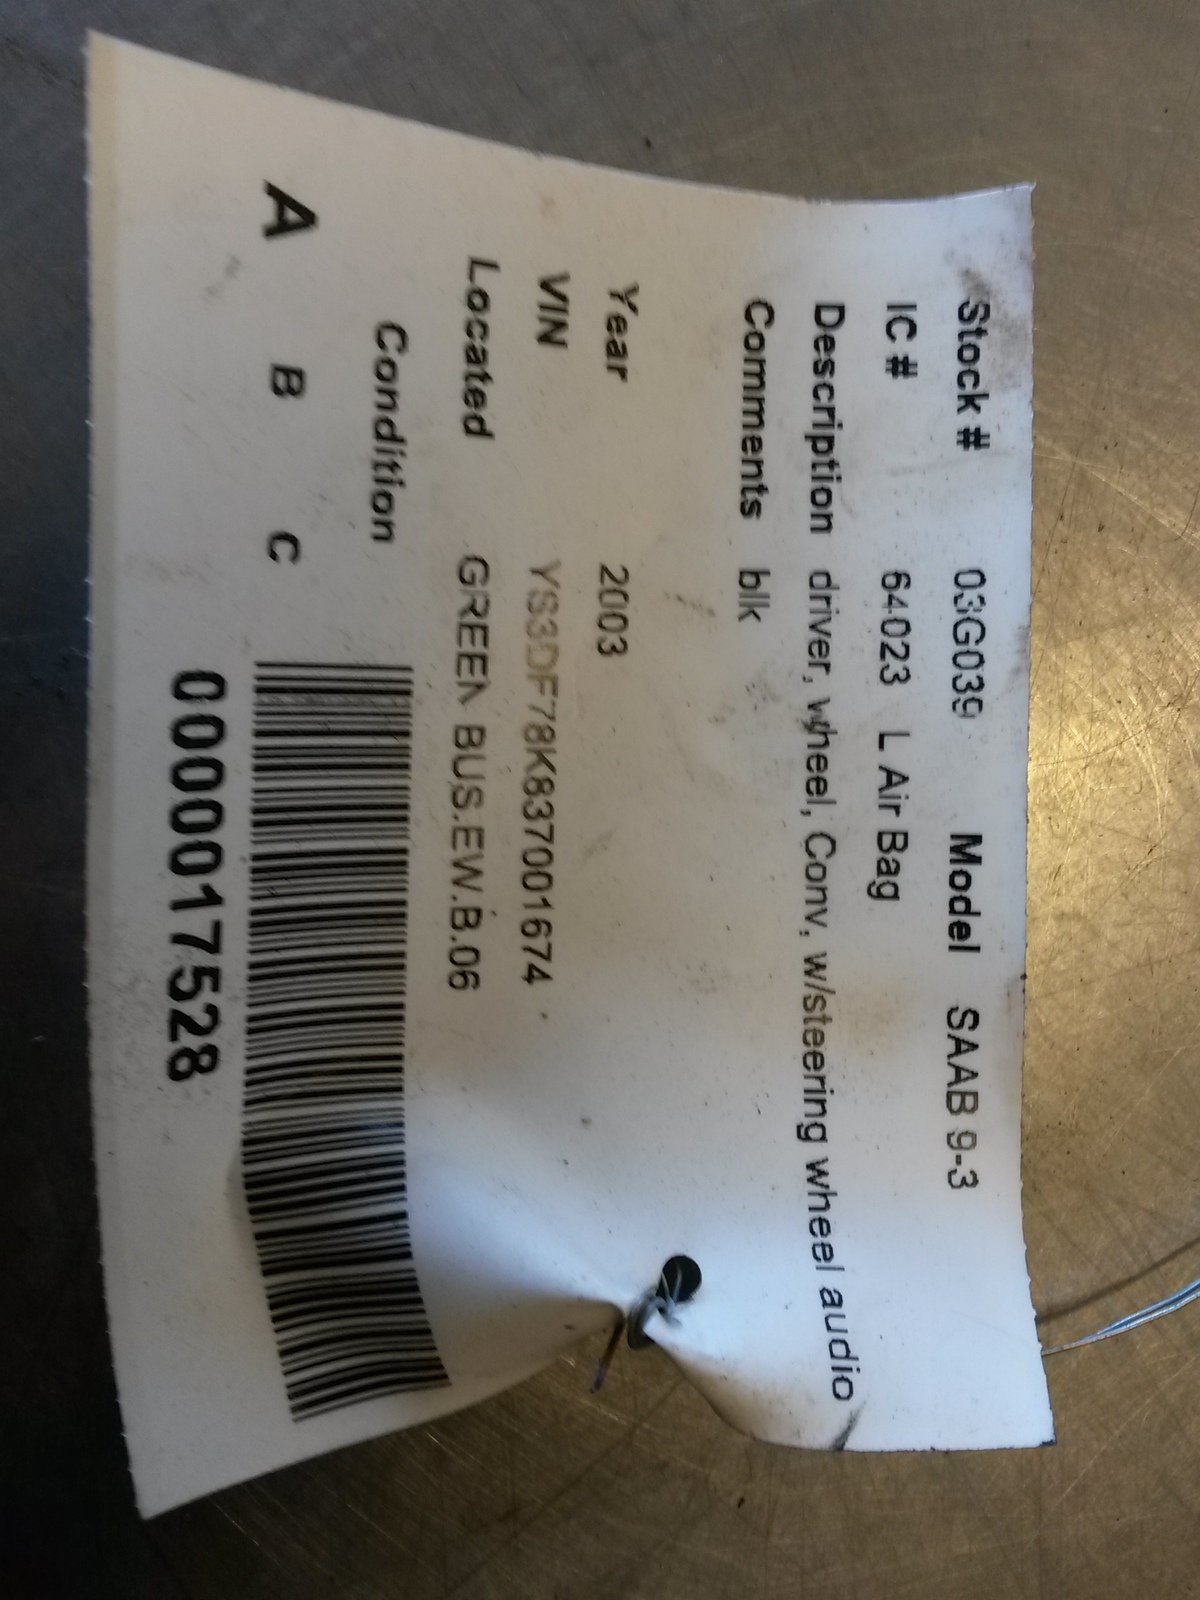 Stock # 03G039 Model SAAB 9-3
IC # 64023 L Air Bag
Description driver, wheel, Conv, w/steering wheel audio
Comments blk
Year 2003
VIN YS3DF78K837001674
Located GREEN BUS.EW.B.06
Condition
A B C
0000017528